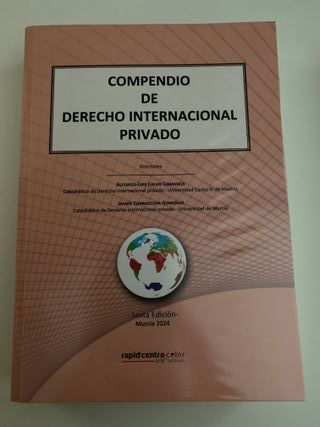 COMPENDIO
DE
DERECHO INTERNACIONAL
PRIVADO
Directores
ALFONSO-LUIS CALVO CARAVACA
Catedrático de Derecho internacional privado - Universidad Carlos III de Madrid
JAVIER CARRASCOSA GONZÁLEZ
Catedrático de Derecho internacional privado - Universidad de Murcia
-Sexta Edición-
Murcia 2024
rapid centro color